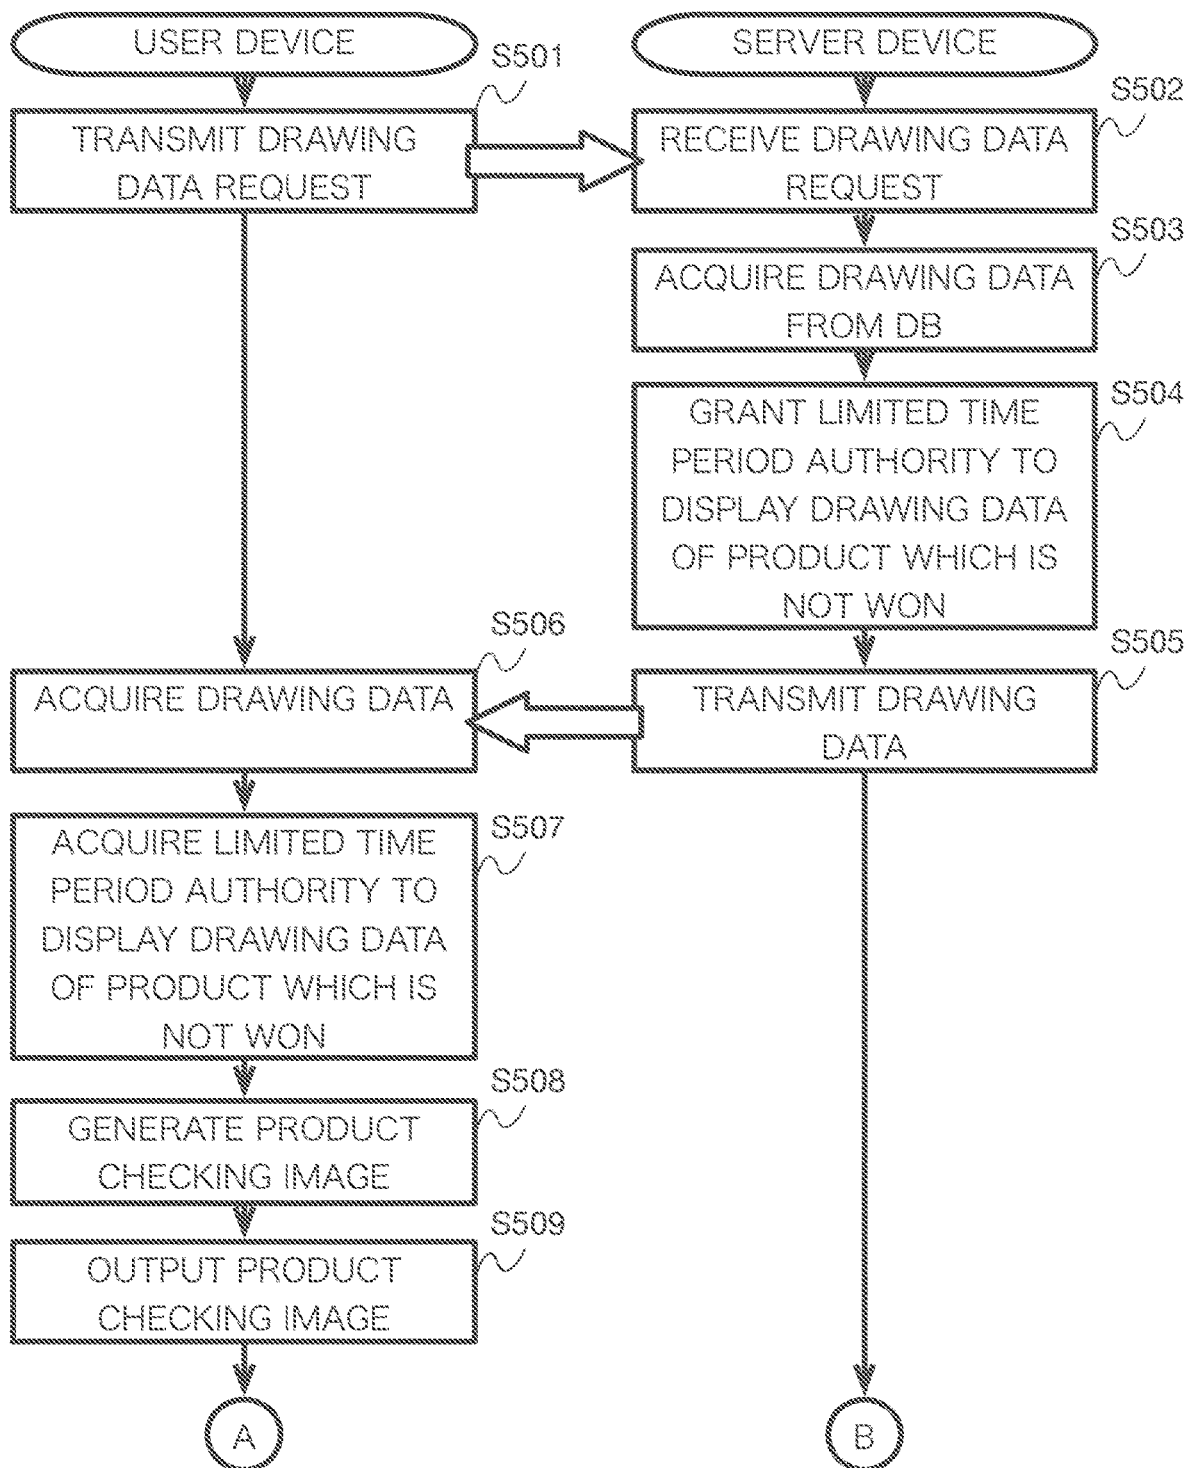 USER DEVICE
SERVER DEVICE
S501
TRANSMIT DRAWING
DATA REQUEST
S502
RECEIVE DRAWING DATA
REQUEST
S503
ACQUIRE DRAWING DATA
FROM DB
S504
GRANT LIMITED TIME
PERIOD AUTHORITY TO
DISPLAY DRAWING DATA
OF PRODUCT WHICH IS
NOT WON
S505
TRANSMIT DRAWING
DATA
S506
ACQUIRE DRAWING DATA
S507
ACQUIRE LIMITED TIME
PERIOD AUTHORITY TO
DISPLAY DRAWING DATA
OF PRODUCT WHICH IS
NOT WON
S508
GENERATE PRODUCT
CHECKING IMAGE
S509
OUTPUT PRODUCT
CHECKING IMAGE
A
B